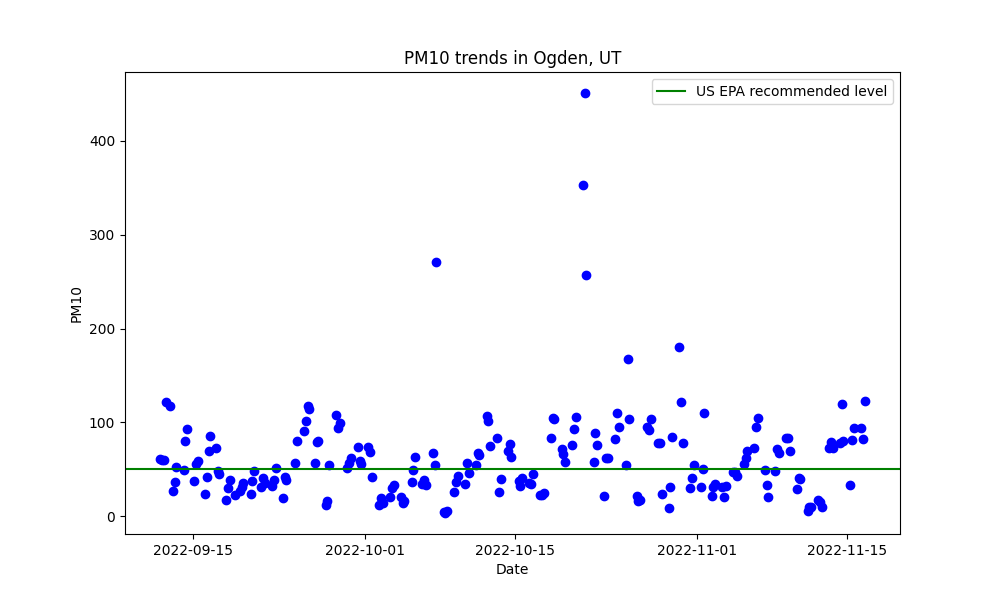 PM10 trends in Ogden, UT
US EPA recommended level
PM10
400
300
200
100
0
2022-09-15
2022-10-01
2022-10-15
2022-11-01
2022-11-15
Date